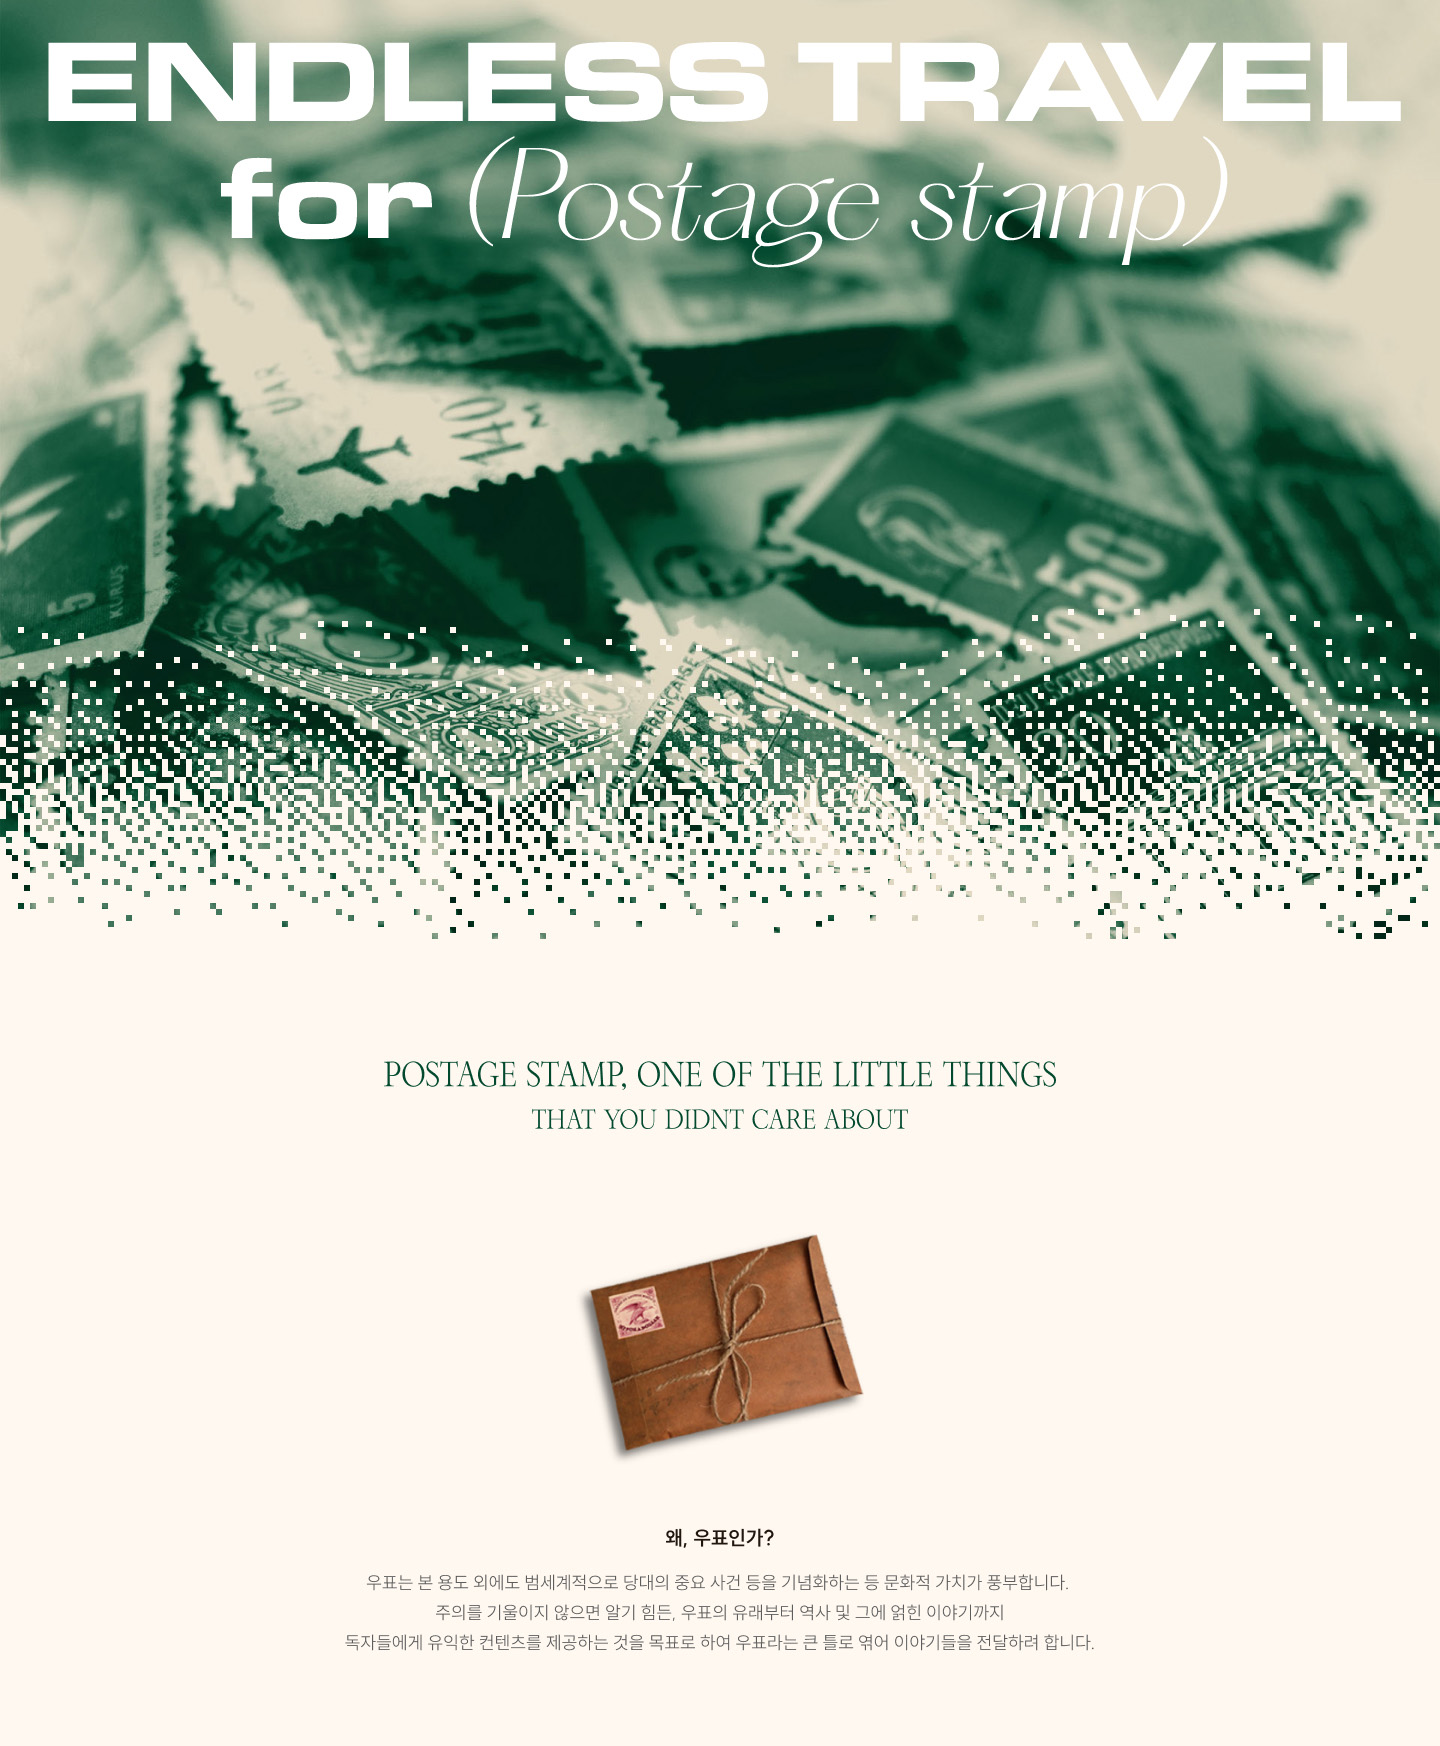 ENDLESS TRAVEL
for (Postage stamp)
UAR
140
M
5
KURUŞ
50
20
POSTAGE STAMP, ONE OF THE LITTLE THINGS
THAT YOU DIDNT CARE ABOUT
왜, 우표인가?
우표는 본 용도 외에도 범세계적으로 당대의 중요 사건 등을 기념화하는 등 문화적 가치가 풍부합니다.
주의를 기울이지 않으면 알기 힘든, 우표의 유래부터 역사 및 그에 얽힌 이야기까지
독자들에게 유익한 컨텐츠를 제공하는 것을 목표로 하여 우표라는 큰 틀로 엮어 이야기들을 전달하려 합니다.